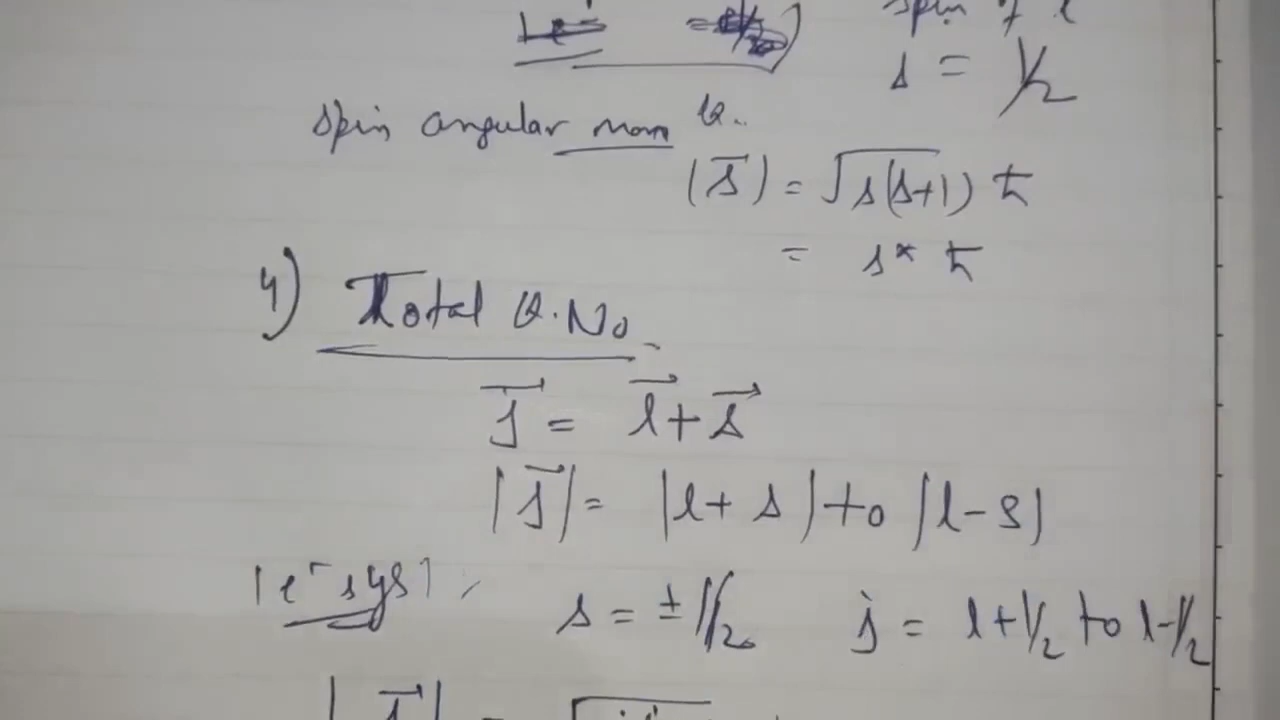 spin of e
s = 1/2
spin angular mom Q..
|s⃗| = √s(s+1) ħ
= s* ħ
4) Total Q.No.
j⃗ = l⃗ + s⃗
|j⃗| = |l + s| to |l - s|
1 e⁻ sys
s = ± 1/2. j = l+1/2 to l-1/2